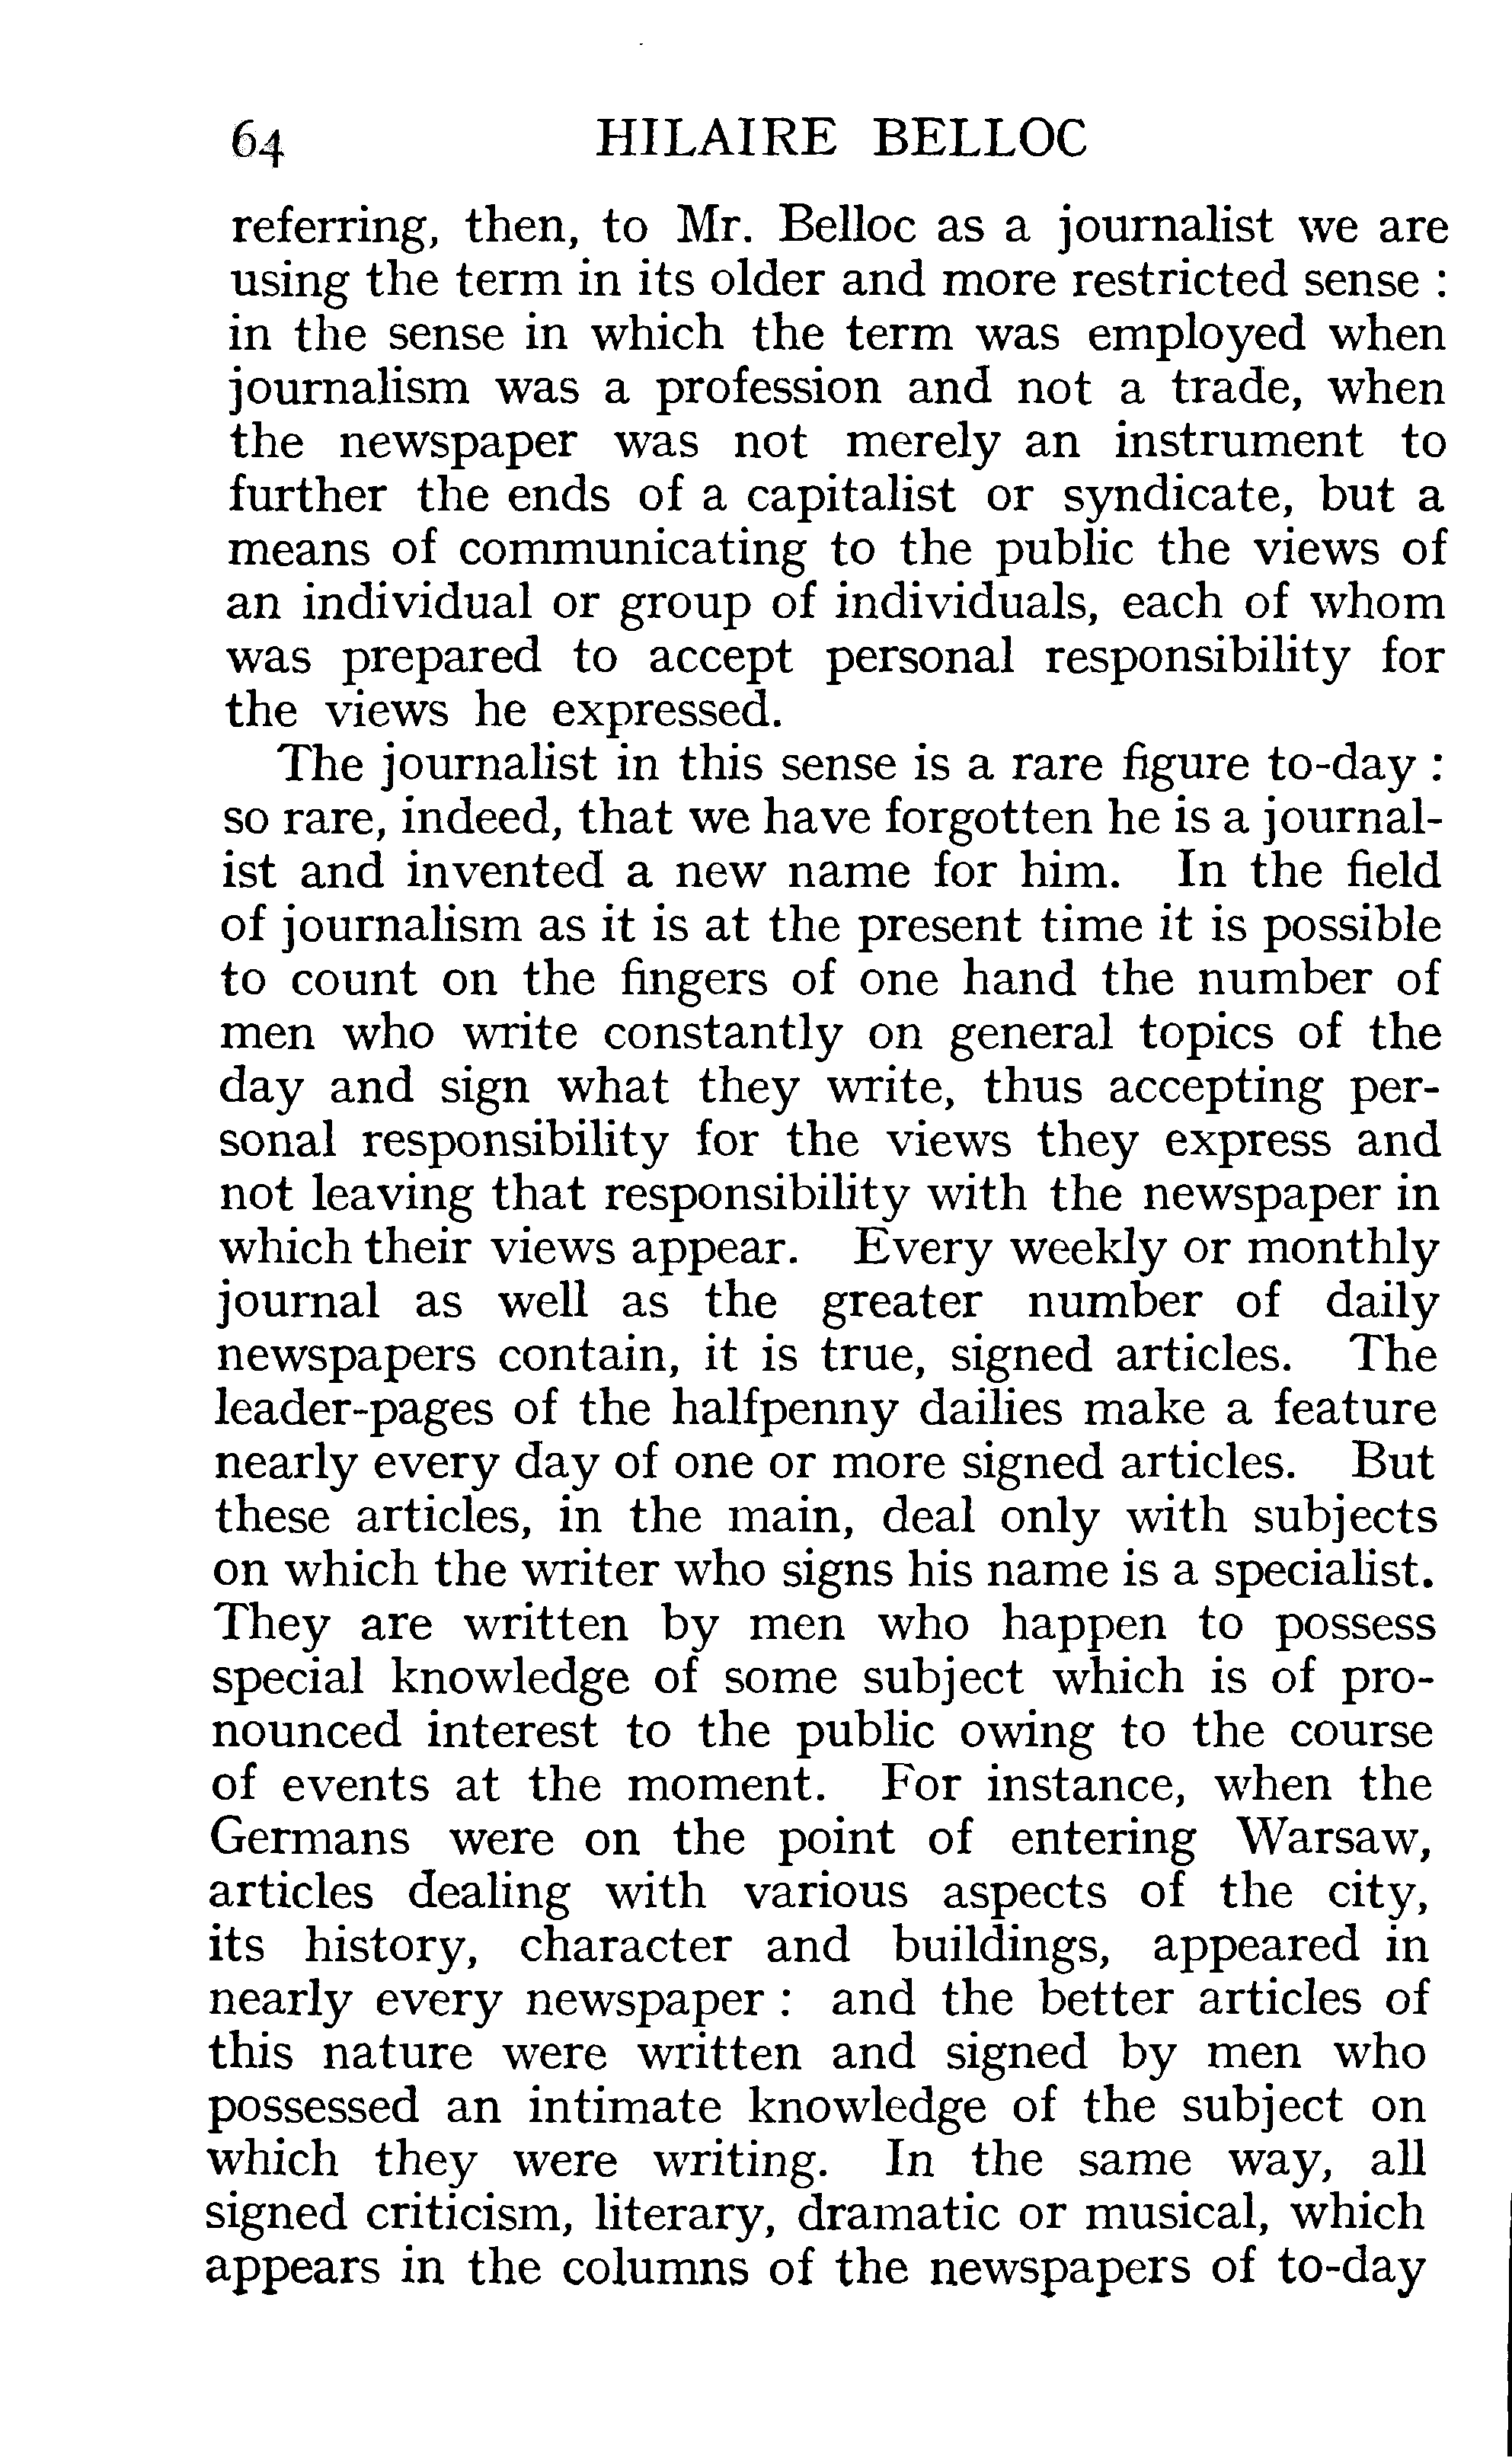 64 HILAIRE BELLOC
referring, then, to Mr. Belloc as a journalist we are
using the term in its older and more restricted sense :
in the sense in which the term was employed when
journalism was a profession and not a trade, when
the newspaper was not merely an instrument to
further the ends of a capitalist or syndicate, but a
means of communicating to the public the views of
an individual or group of individuals, each of whom
was prepared to accept personal responsibility for
the views he expressed.
The journalist in this sense is a rare figure to-day :
so rare, indeed, that we have forgotten he is a journal-
ist and invented a new name for him. In the field
of journalism as it is at the present time it is possible
to count on the fingers of one hand the number of
men who write constantly on general topics of the
day and sign what they write, thus accepting per-
sonal responsibility for the views they express and
not leaving that responsibility with the newspaper in
which their views appear. Every weekly or monthly
journal as well as the greater number of daily
newspapers contain, it is true, signed articles. The
leader-pages of the halfpenny dailies make a feature
nearly every day of one or more signed articles. But
these articles, in the main, deal only with subjects
on which the writer who signs his name is a specialist.
They are written by men who happen to possess
special knowledge of some subject which is of pro-
nounced interest to the public owing to the course
of events at the moment. For instance, when the
Germans were on the point of entering Warsaw,
articles dealing with various aspects of the city,
its history, character and buildings, appeared in
nearly every newspaper : and the better articles of
this nature were written and signed by men who
possessed an intimate knowledge of the subject on
which they were writing. In the same way, all
signed criticism, literary, dramatic or musical, which
appears in the columns of the newspapers of to-day